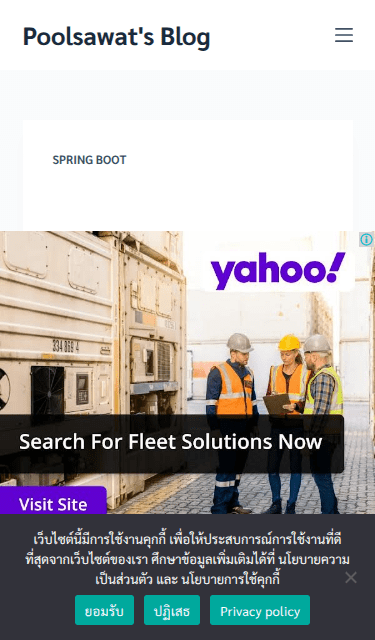 Poolsawat's Blog
SPRING BOOT
yahoo!
334 866 4
Search For Fleet Solutions Now
Visit Site
เว็บไซต์นี้มีการใช้งานคุกกี้ เพื่อให้ประสบการณ์การใช้งานที่ดี
ที่สุดจากเว็บไซต์ของเรา ศึกษาข้อมูลเพิ่มเติมได้ที่ นโยบายความ
เป็นส่วนตัว และ นโยบายการใช้คุกกี้
ยอมรับ ปฏิเสธ Privacy policy